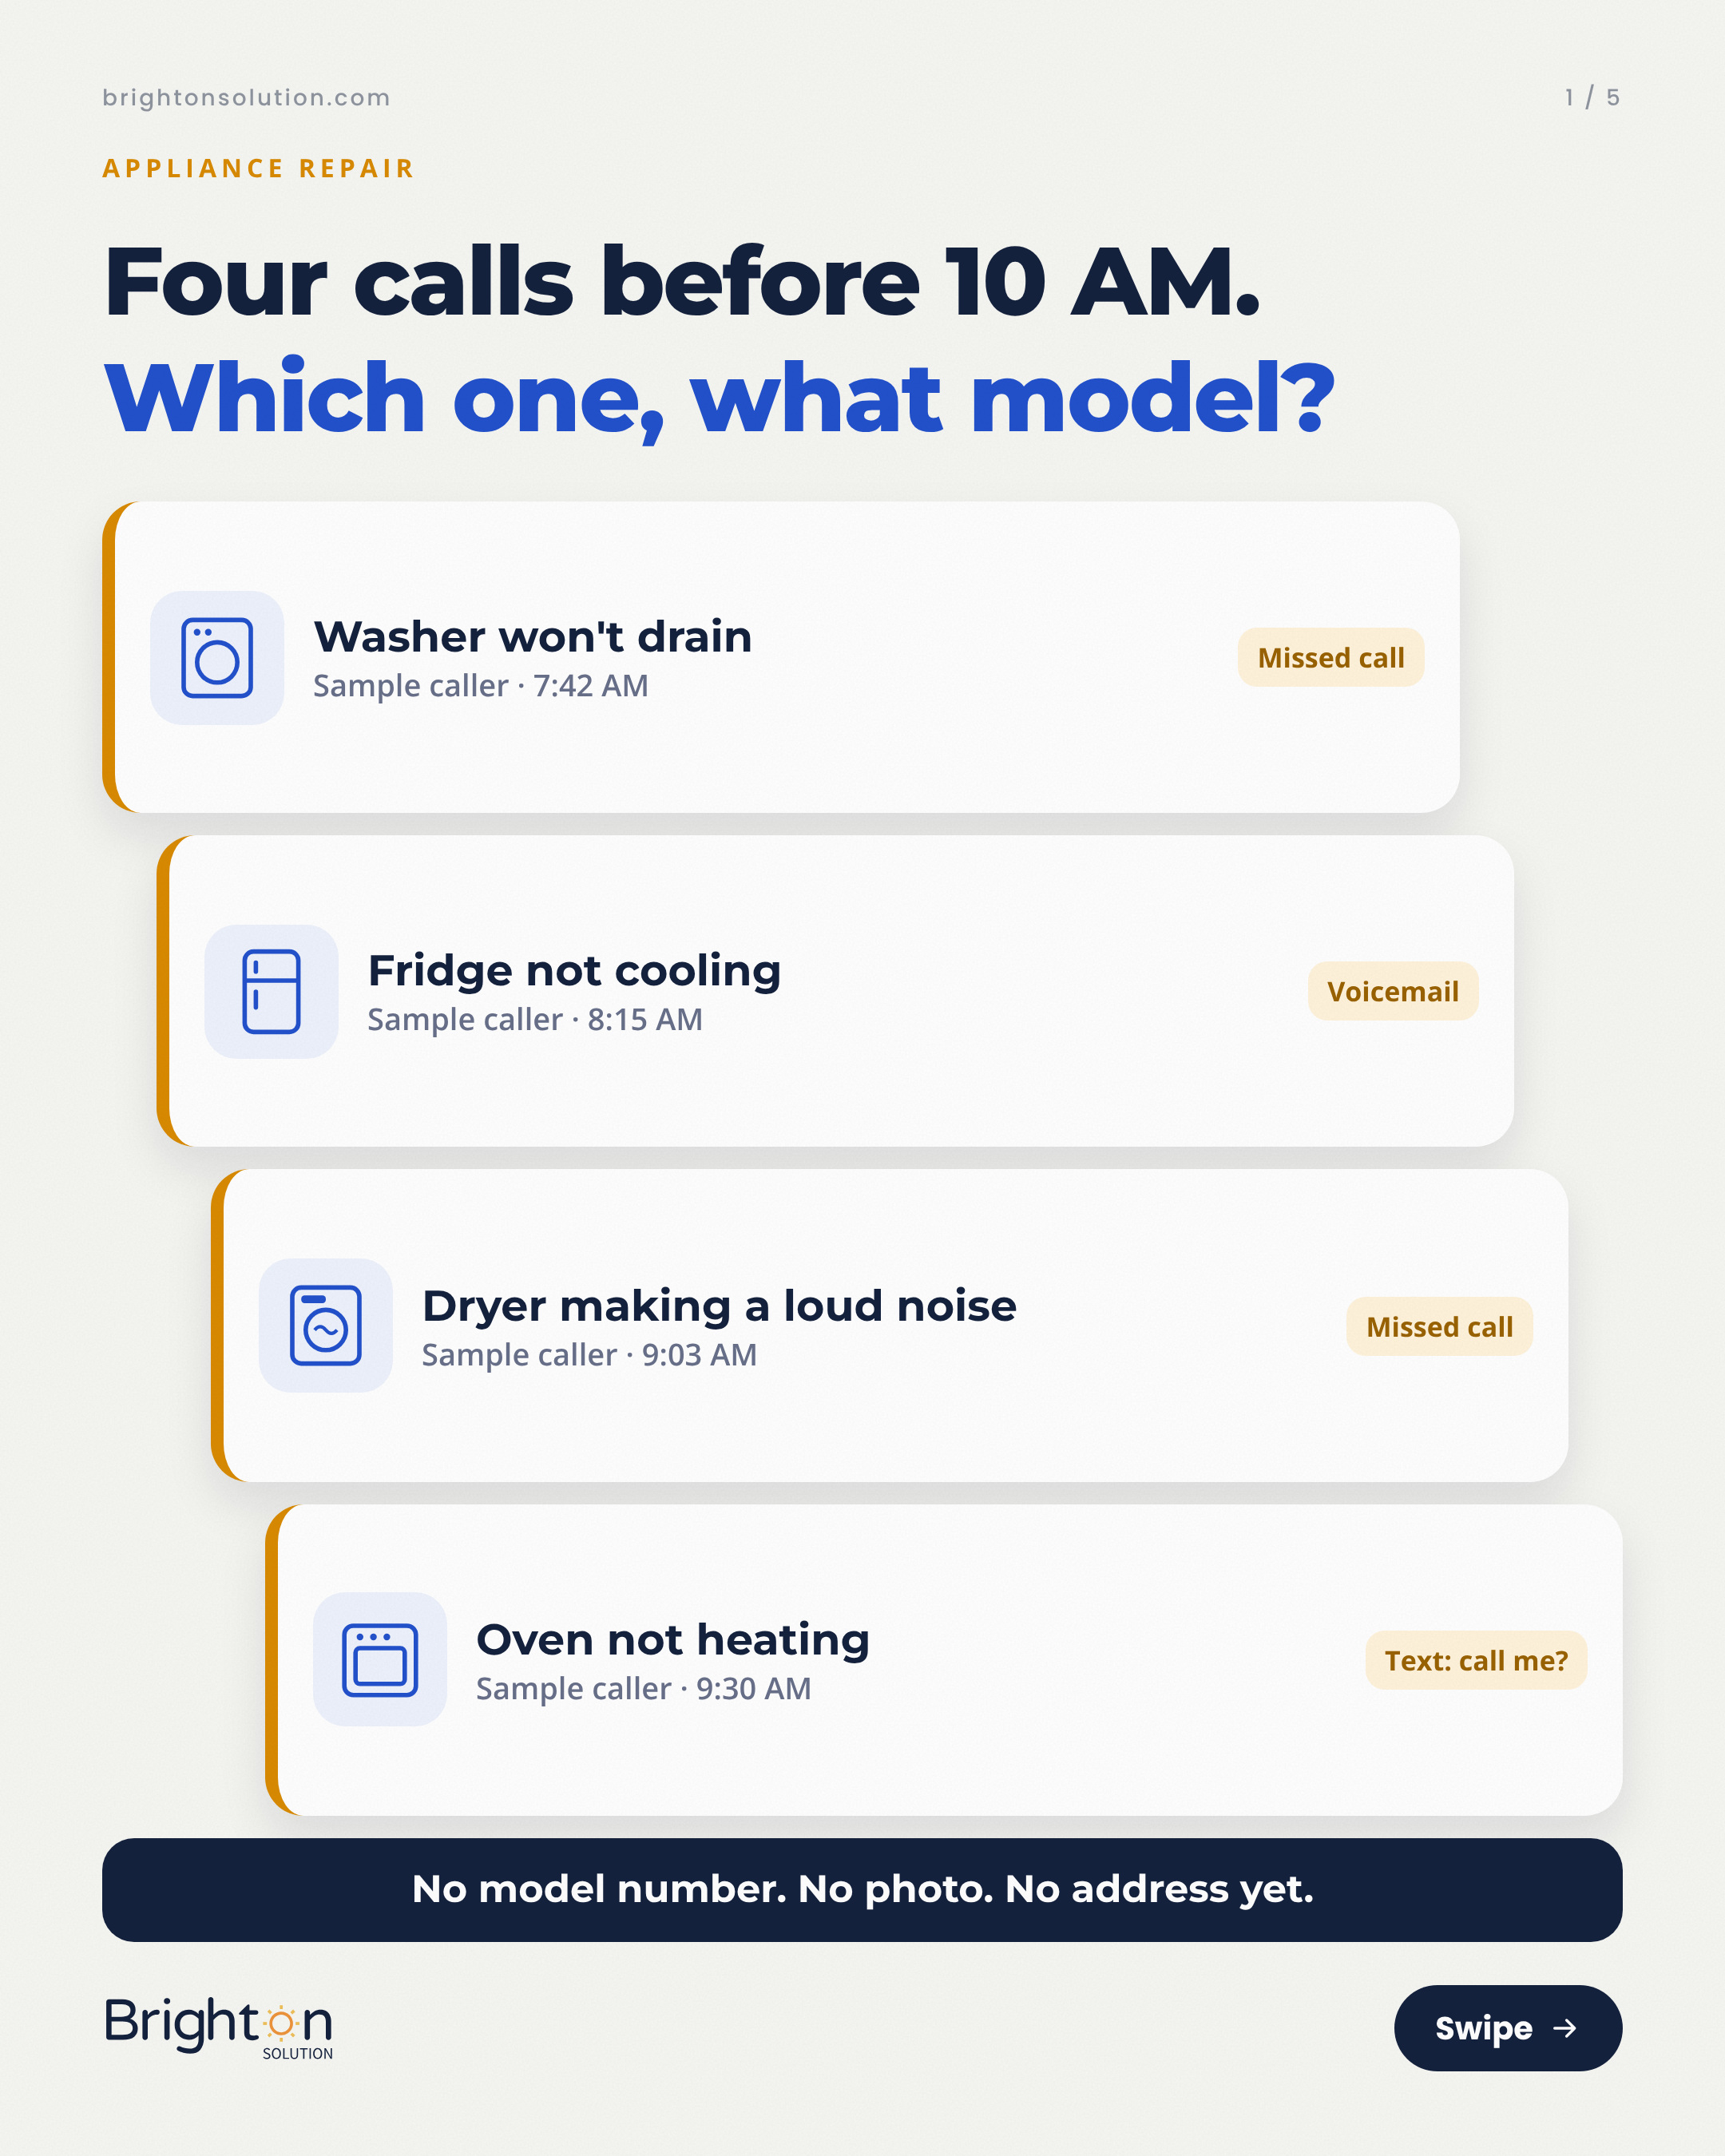 brightonsolution.com
1 / 5
APPLIANCE REPAIR
Four calls before 10 AM.
Which one, what model?
Washer won't drain
Sample caller · 7:42 AM
Missed call
Fridge not cooling
Sample caller · 8:15 AM
Voicemail
Dryer making a loud noise
Sample caller · 9:03 AM
Missed call
Oven not heating
Sample caller · 9:30 AM
Text: call me?
No model number. No photo. No address yet.
Brighton
SOLUTION
Swipe →